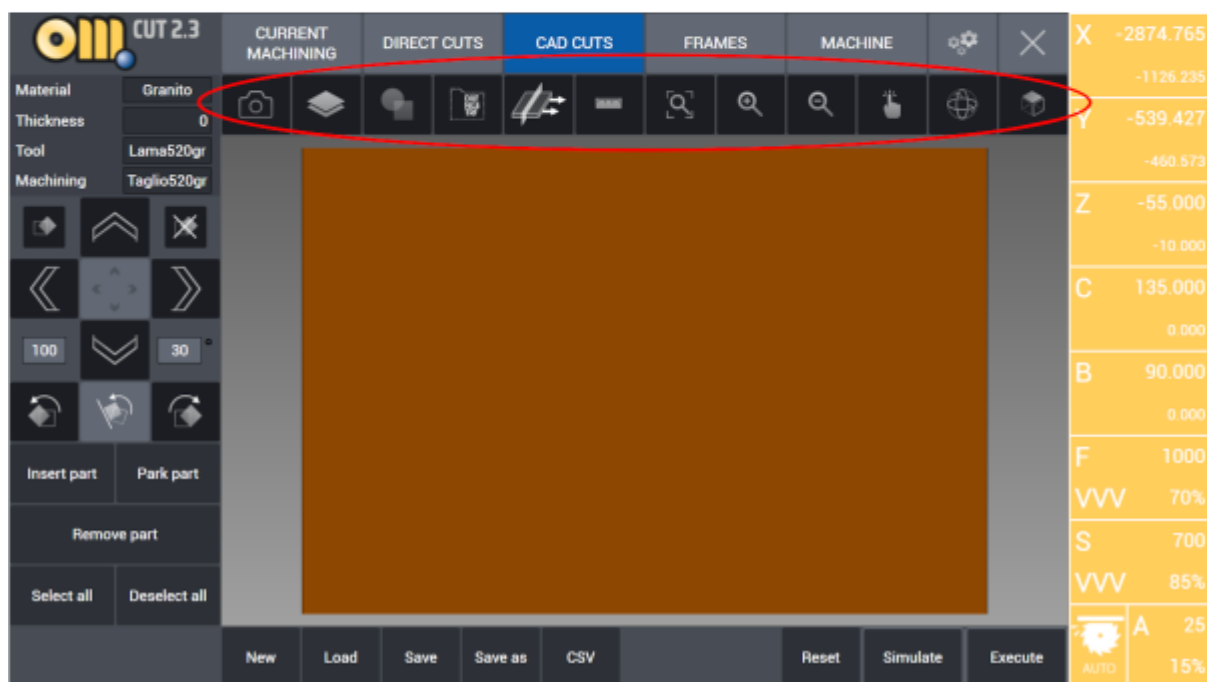 OM CUT 2.3
CURRENT MACHINING
DIRECT CUTS
CAD CUTS
FRAMES
MACHINE
Material Granito
Thickness 0
Tool Lama520gr
Machining Taglio520gr
100
30 °
Insert part
Park part
Remove part
Select all
Deselect all
New
Load
Save
Save as
CSV
Reset
Simulate
Execute
X -2874.765
-1126.235
Y -539.427
-460.573
Z -55.000
-10.000
C 135.000
0.000
B 90.000
0.000
F 1000
VVV 70%
S 700
VVV 85%
A 25
AUTO 15%